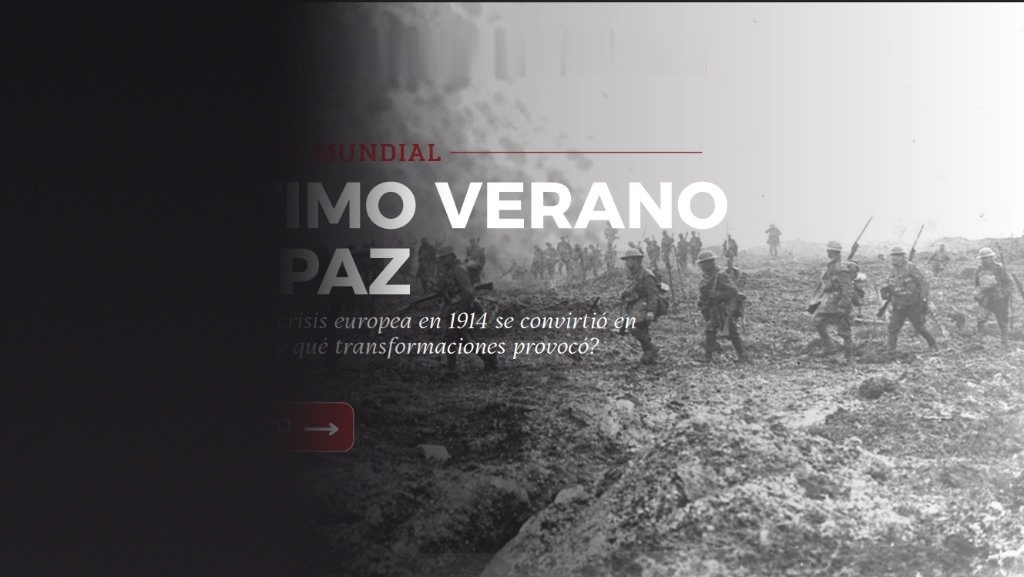 MUNDIAL
TIMO VERANO
PAZ
crisis europea en 1914 se convirtió en
qué transformaciones provocó?
O →